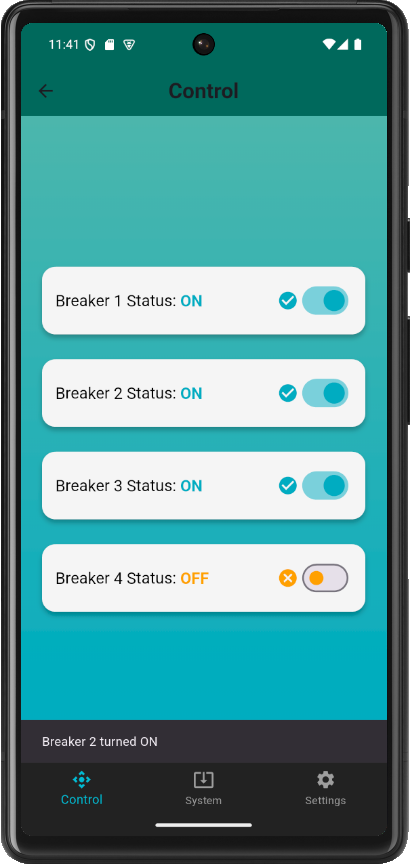 11:41
Control
Breaker 1 Status: ON
Breaker 2 Status: ON
Breaker 3 Status: ON
Breaker 4 Status: OFF
Breaker 2 turned ON
Control System Settings